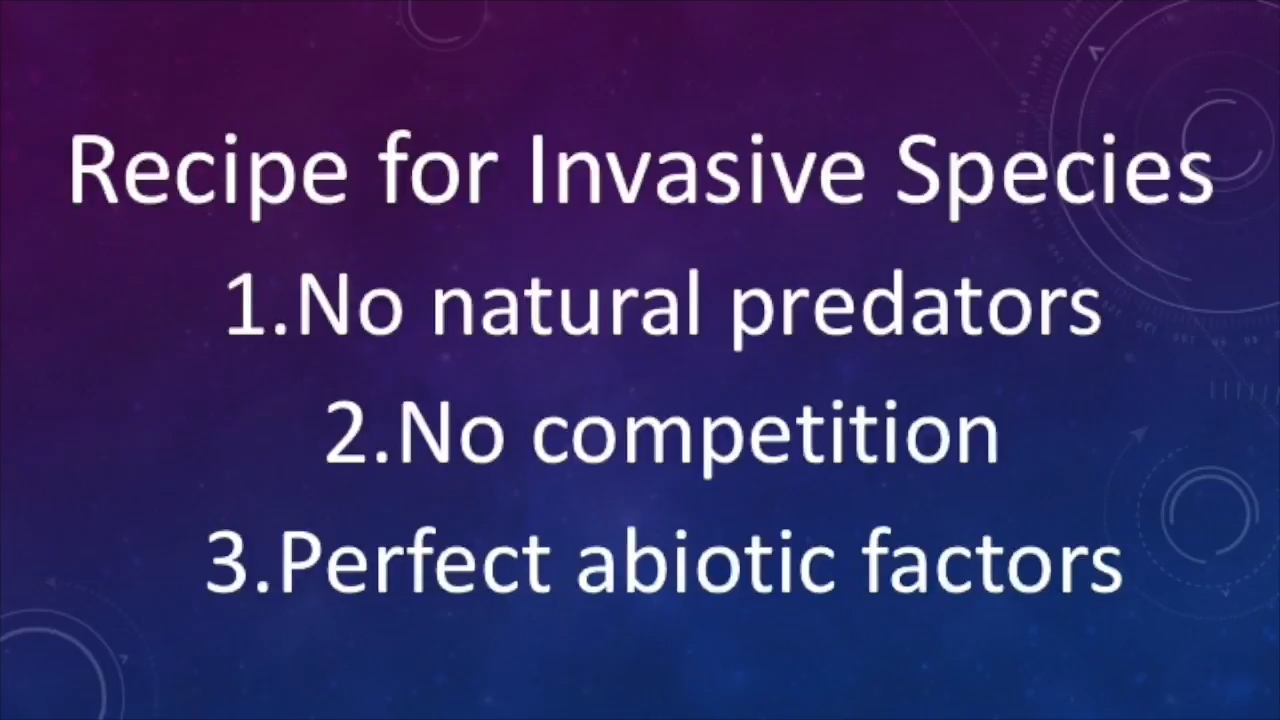 Recipe for Invasive Species
1.No natural predators
2.No competition
3.Perfect abiotic factors